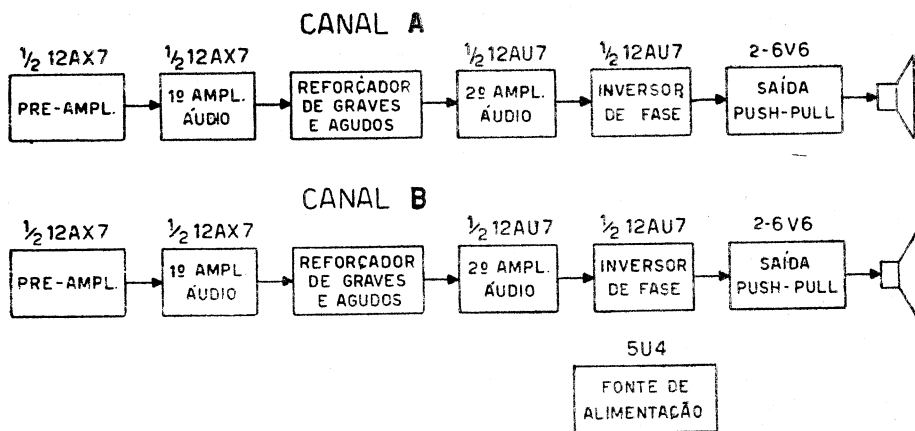 CANAL A
½ 12AX7 ½ 12AX7 ½ 12AU7 ½ 12AU7 2-6V6
PRE-AMPL.
1º AMPL.
ÁUDIO
REFORÇADOR
DE GRAVES
E AGUDOS
2º AMPL.
ÁUDIO
INVERSOR
DE FASE
SAÍDA
PUSH-PULL
CANAL B
½ 12AX7 ½ 12AX7 ½ 12AU7 ½ 12AU7 2-6V6
PRE-AMPL.
1º AMPL.
ÁUDIO
REFORÇADOR
DE GRAVES
E AGUDOS
2º AMPL.
ÁUDIO
INVERSOR
DE FASE
SAÍDA
PUSH-PULL
5U4
FONTE DE
ALIMENTAÇÃO